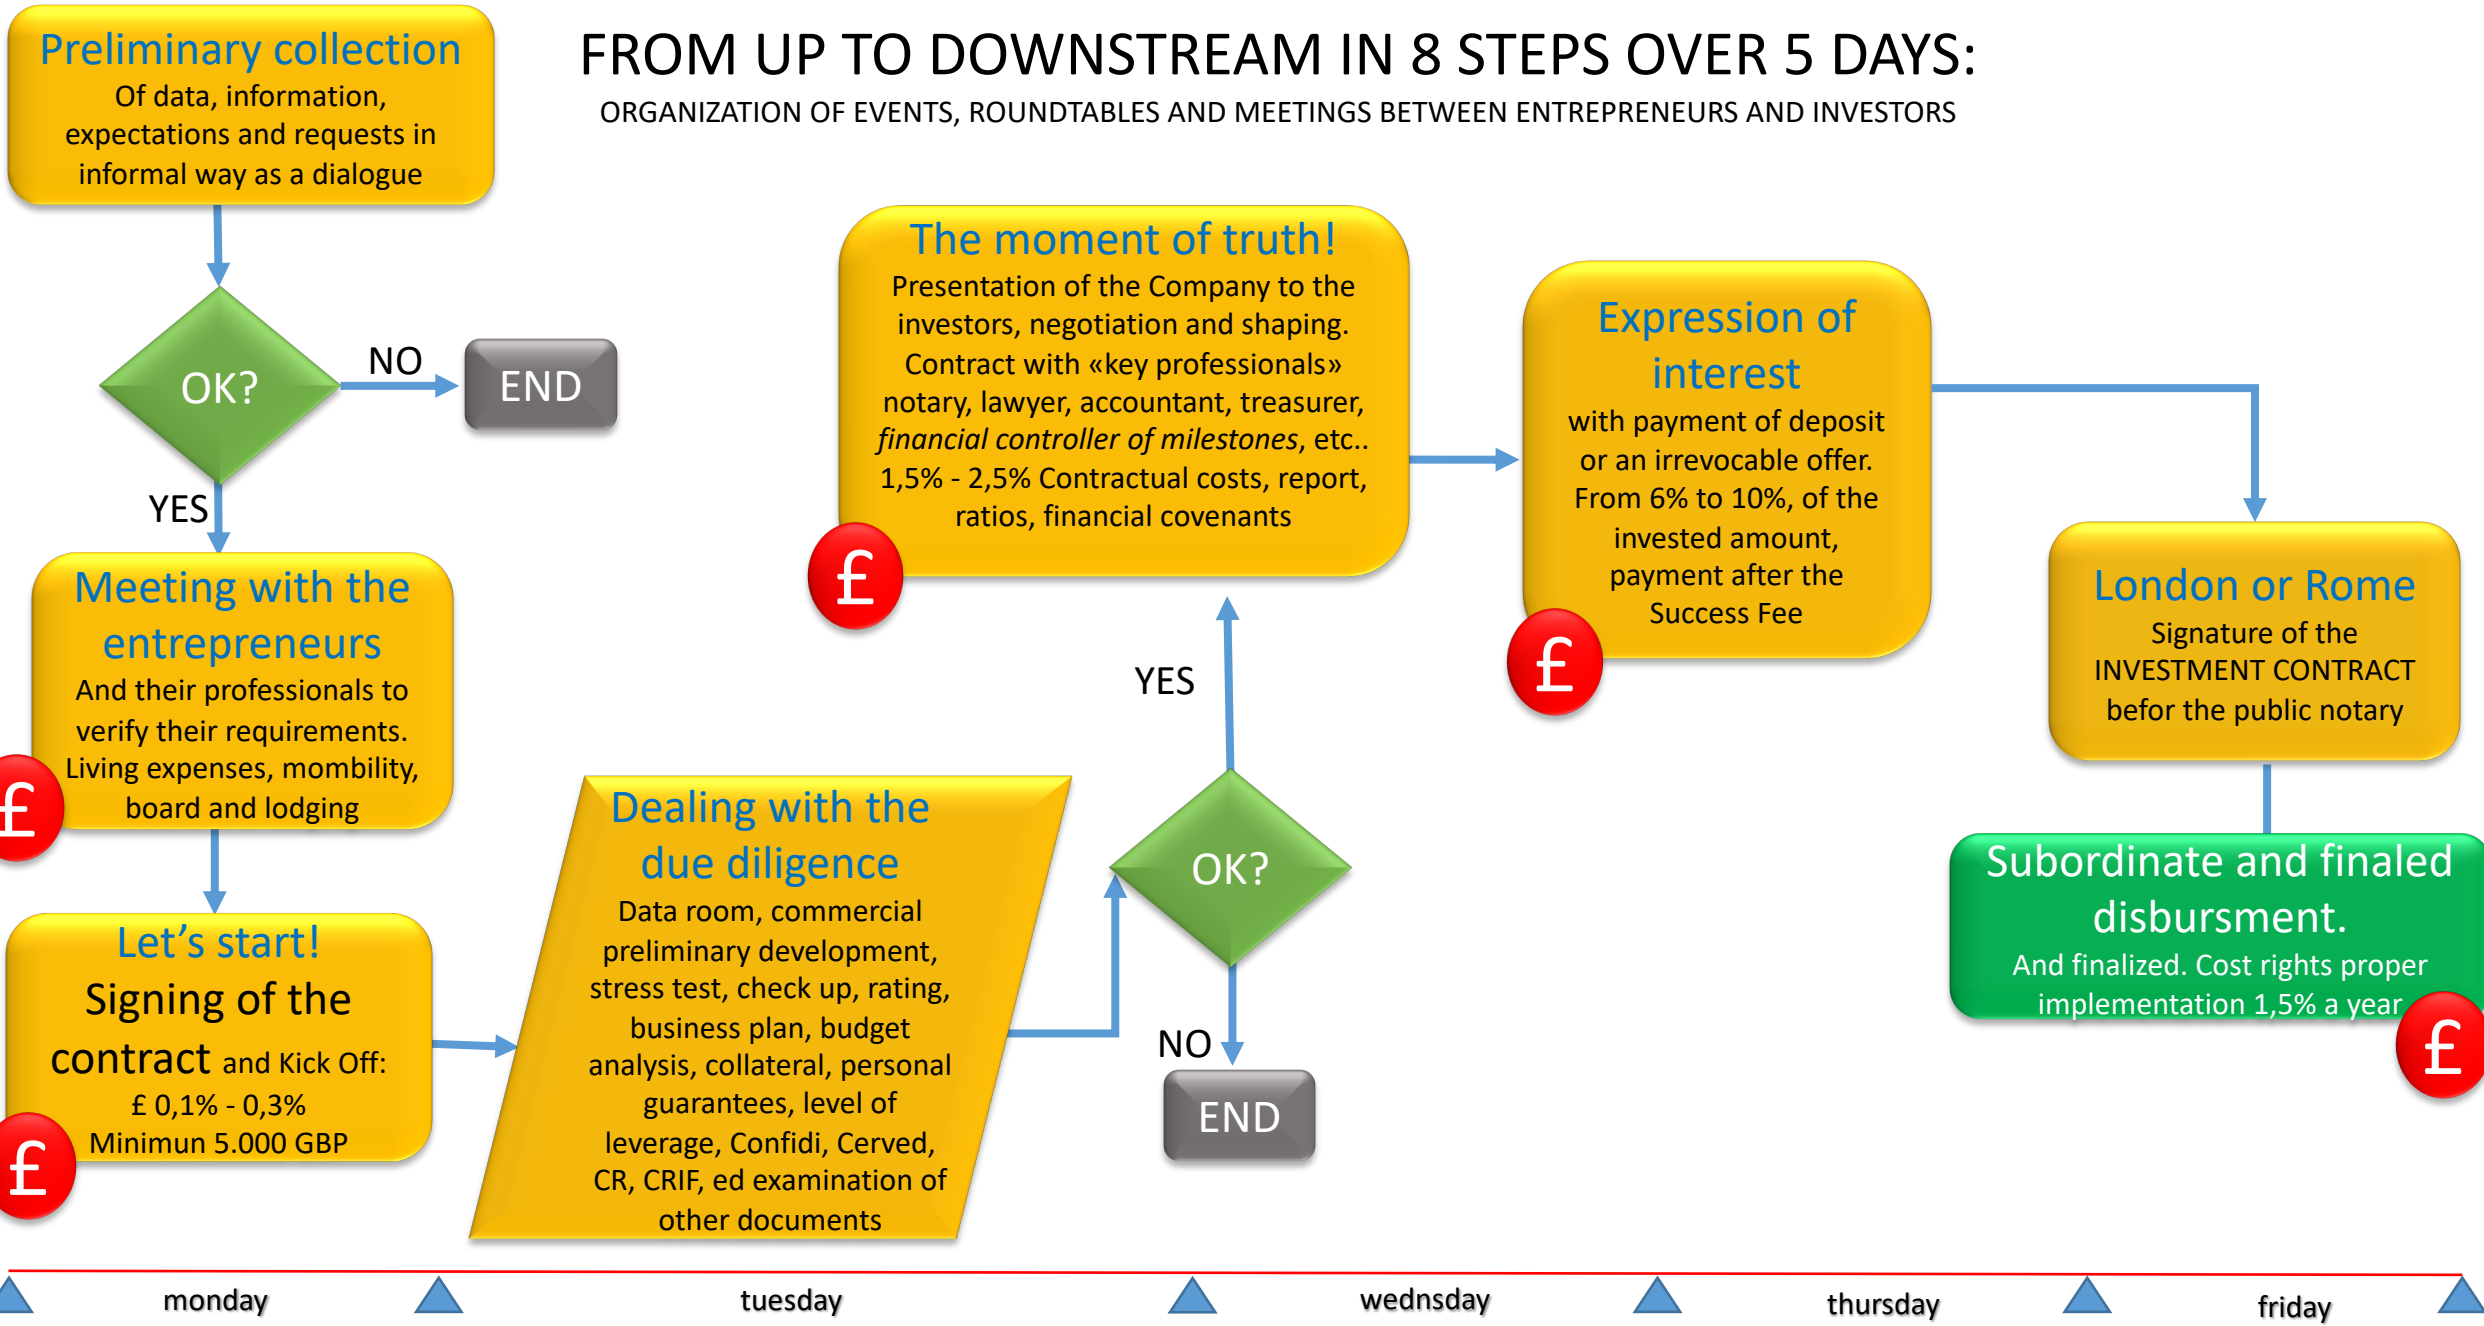 FROM UP TO DOWNSTREAM IN 8 STEPS OVER 5 DAYS:
ORGANIZATION OF EVENTS, ROUNDTABLES AND MEETINGS BETWEEN ENTREPRENEURS AND INVESTORS
Preliminary collection
Of data, information,
expectations and requests in
informal way as a dialogue
OK?
NO
END
YES
Meeting with the
entrepreneurs
And their professionals to
verify their requirements.
Living expenses, mombility,
board and lodging
£
Let's start!
Signing of the
contract and Kick Off:
£ 0,1% - 0,3%
Minimun 5.000 GBP
£
Dealing with the
due diligence
Data room, commercial
preliminary development,
stress test, check up, rating,
business plan, budget
analysis, collateral, personal
guarantees, level of
leverage, Confidi, Cerved,
CR, CRIF, ed examination of
other documents
OK?
NO
END
YES
The moment of truth!
Presentation of the Company to the
investors, negotiation and shaping.
Contract with «key professionals»
notary, lawyer, accountant, treasurer,
financial controller of milestones, etc..
1,5% - 2,5% Contractual costs, report,
ratios, financial covenants
£
Expression of
interest
with payment of deposit
or an irrevocable offer.
From 6% to 10%, of the
invested amount,
payment after the
Success Fee
£
London or Rome
Signature of the
INVESTMENT CONTRACT
befor the public notary
Subordinate and finaled
disbursment.
And finalized. Cost rights proper
implementation 1,5% a year
£
monday
tuesday
wednsday
thursday
friday